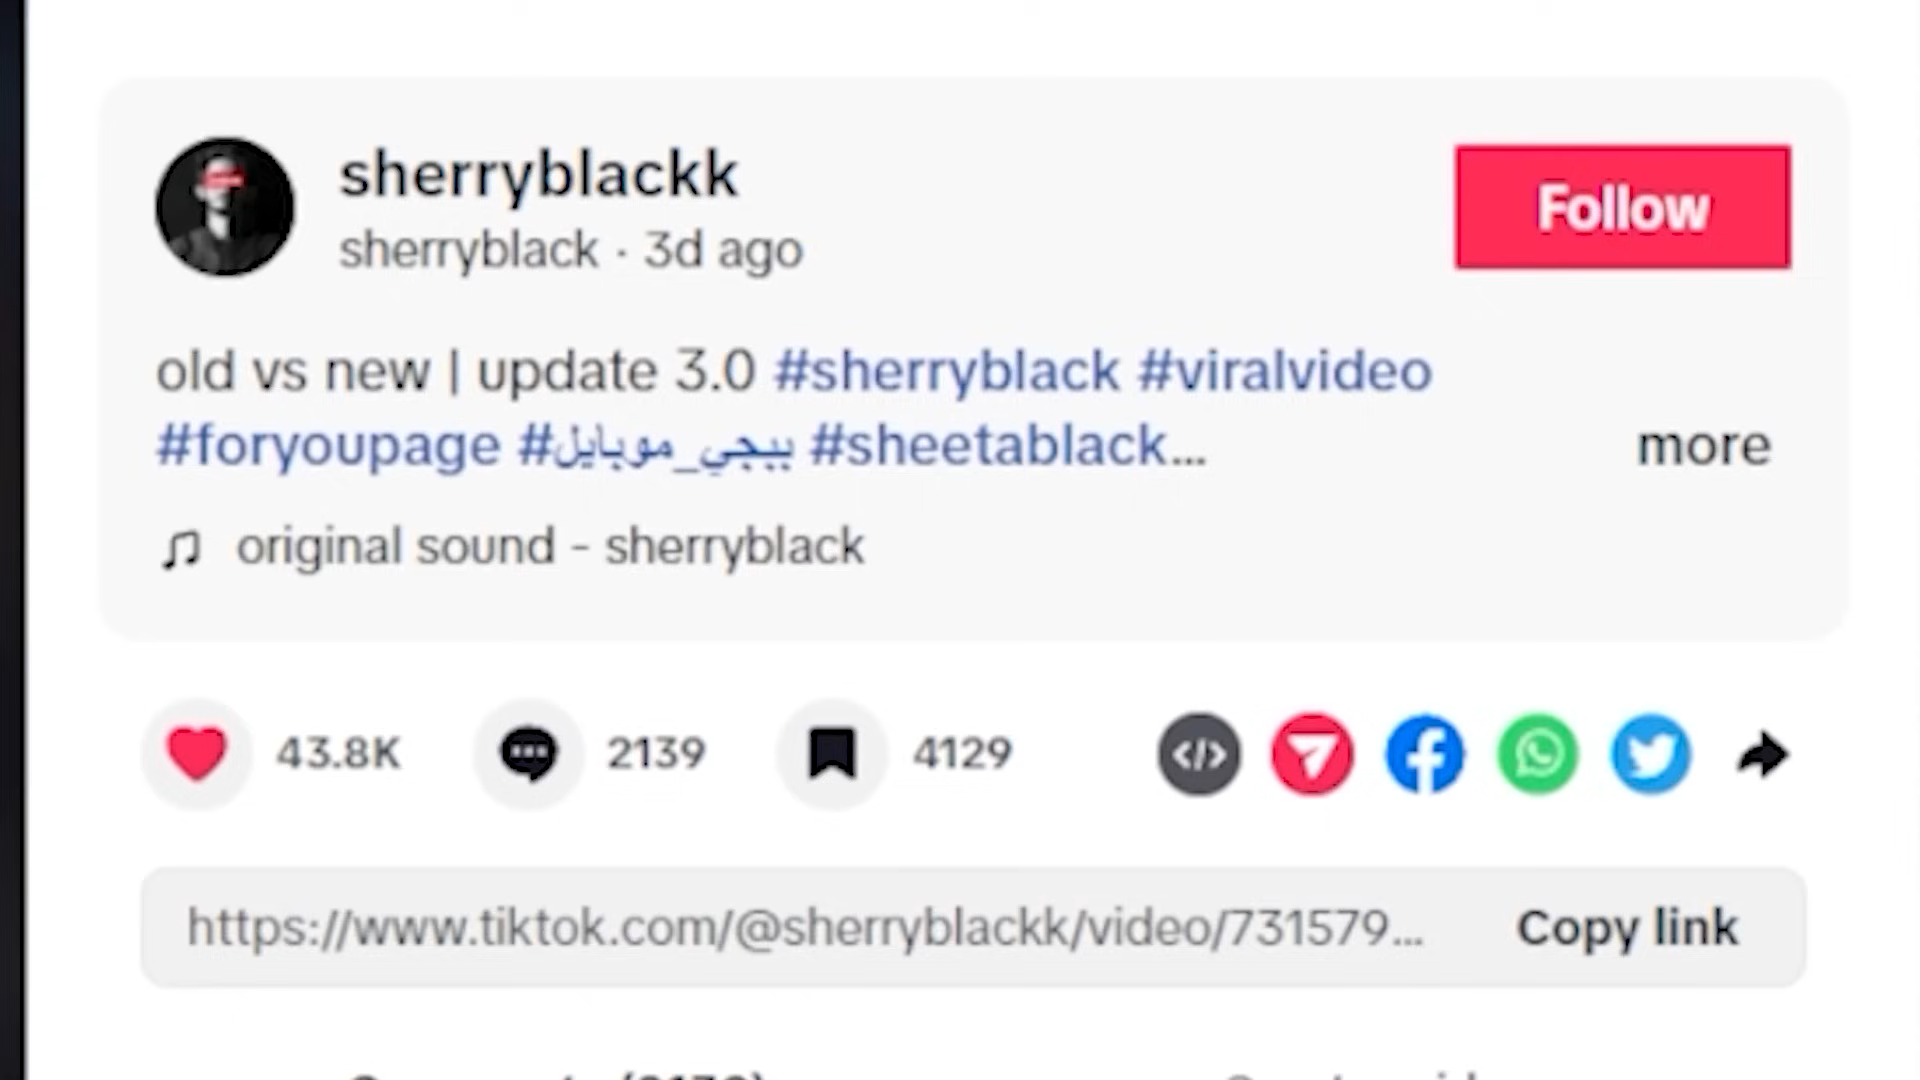 sherryblackk
sherryblack · 3d ago
Follow
old vs new | update 3.0 #sherryblack #viralvideo
#foryoupage #ببجي_موبايل #sheetablack...
more
original sound - sherryblack
43.8K
2139
4129
https://www.tiktok.com/@sherryblackk/video/731579...
Copy link